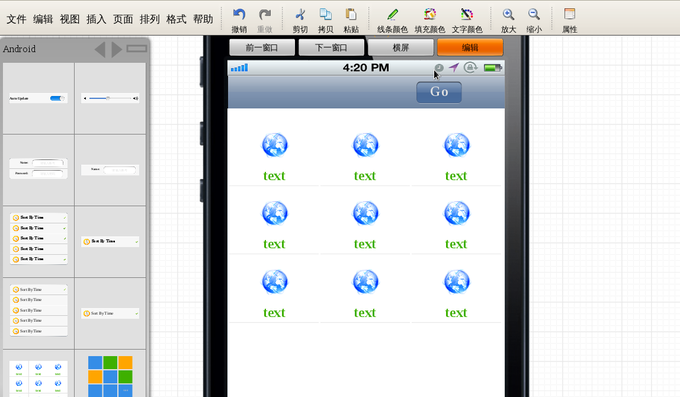 文件 编辑 视图 插入 页面 排列 格式 帮助
撤销 重做 剪切 拷贝 粘贴 线条颜色 填充颜色 文字颜色 放大 缩小 属性
Android
前一窗口 下一窗口 横屏 编辑
4:20 PM
Go
text text text
text text text
text text text
Auto Update
Name
Password
Name
Sort By Time
Sort By Time
Sort By Time
Sort By Time
Sort By Time
Sort By Time
Sort By Time
Sort By Time
Sort By Time
Sort By Time
Sort By Time
Sort By Time